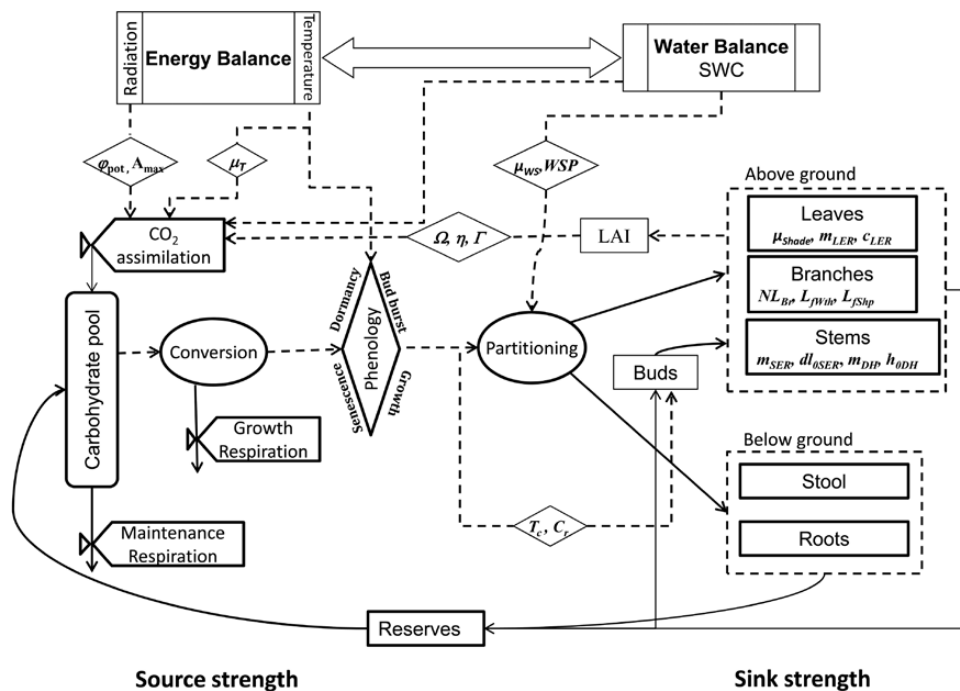 Radiation
Energy Balance
Temperature
Water Balance
SWC
φpot, Amax
μT
μWS, WSP
Above ground
Leaves
μShade, mLER, cLER
Branches
NLBr, LfWth, LfShp
Stems
mSER, dl0SER, mDH, h0DH
CO2
assimilation
Ω, η, Γ
LAI
Carbohydrate pool
Conversion
Dormancy
Bud burst
Phenology
Senescence
Growth
Partitioning
Buds
Growth
Respiration
Below ground
Stool
Roots
Tc, Cr
Maintenance
Respiration
Reserves
Source strength
Sink strength